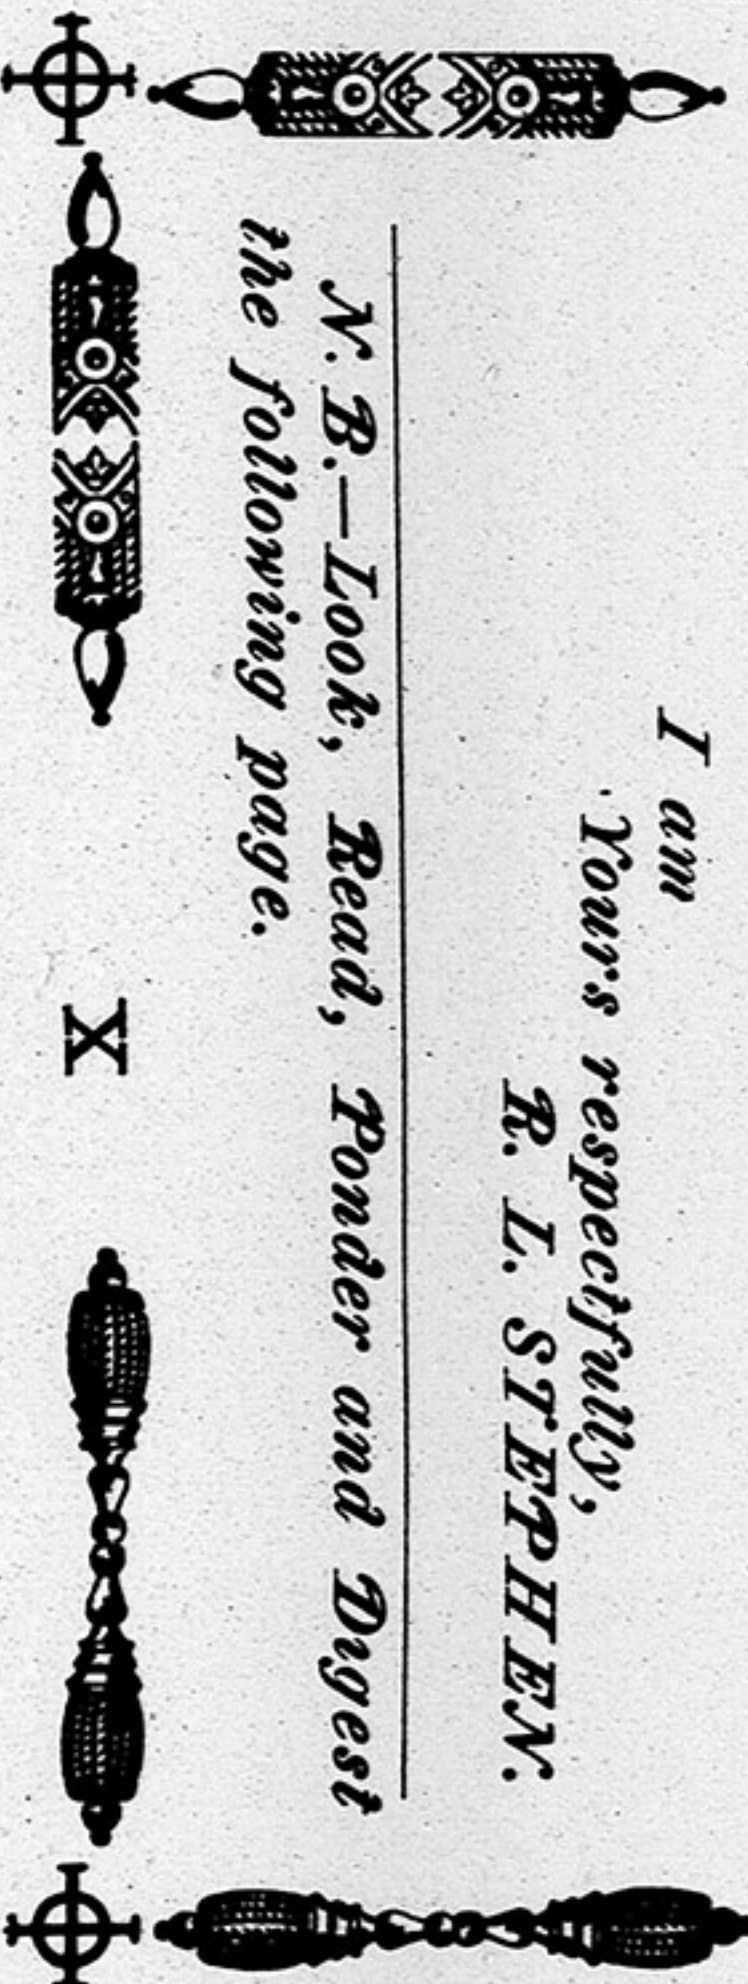 I am
Yours respectfully,
R. L. STEPHEN.
N. B.—Look, Read, Ponder and Digest
the following page.
X